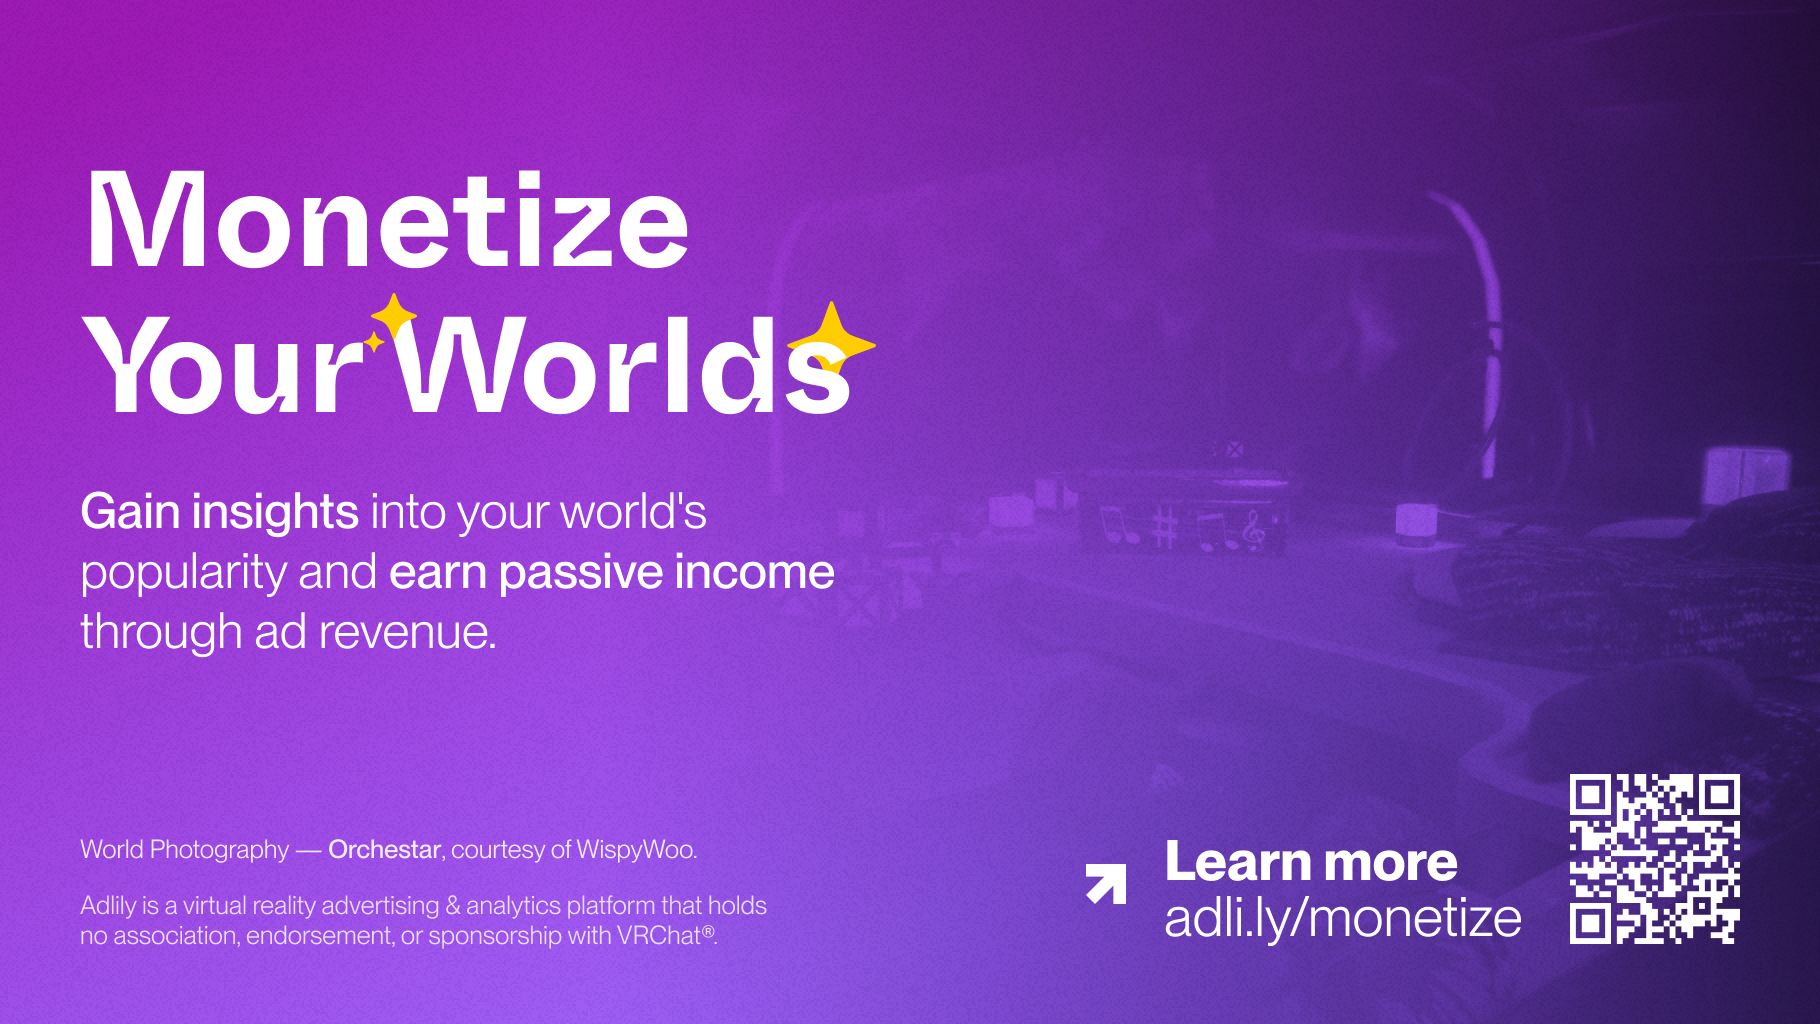 Monetize
Your Worlds
Gain insights into your world's
popularity and earn passive income
through ad revenue.
World Photography — Orchestar, courtesy of WispyWoo.
Adlily is a virtual reality advertising & analytics platform that holds
no association, endorsement, or sponsorship with VRChat®.
Learn more
adli.ly/monetize